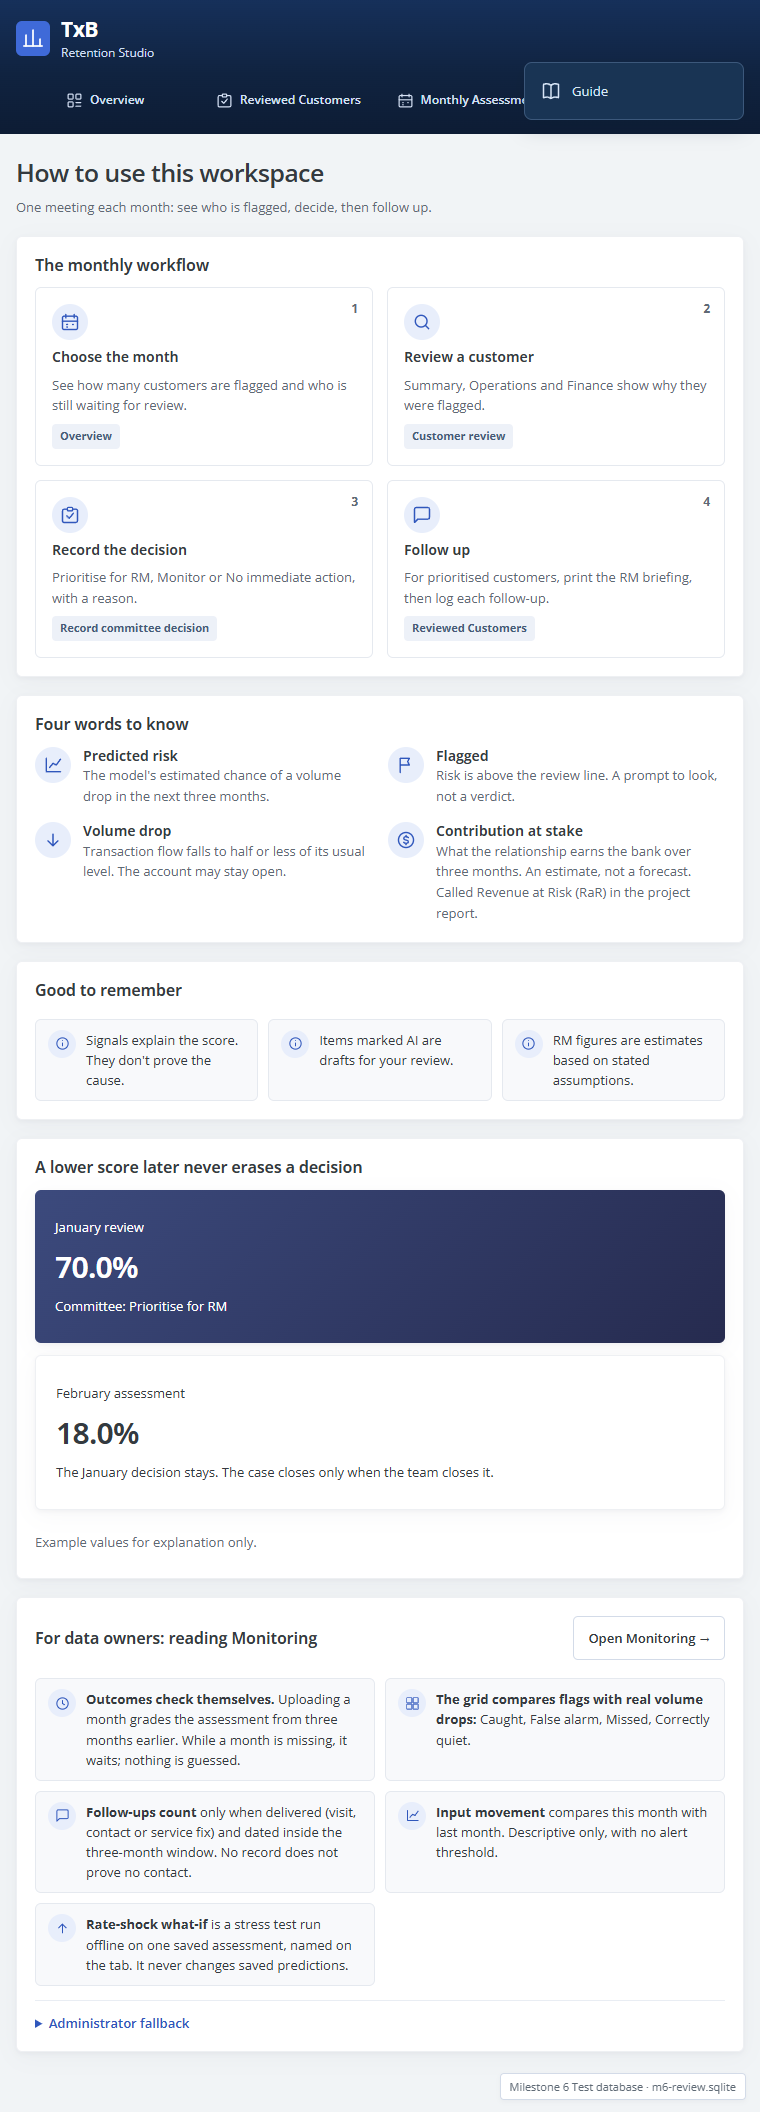 TxB
Retention Studio
Overview
Reviewed Customers
Monthly Assessm
Guide
How to use this workspace
One meeting each month: see who is flagged, decide, then follow up.
The monthly workflow
1
Choose the month
See how many customers are flagged and who is
still waiting for review.
Overview
2
Review a customer
Summary, Operations and Finance show why they
were flagged.
Customer review
3
Record the decision
Prioritise for RM, Monitor or No immediate action,
with a reason.
Record committee decision
4
Follow up
For prioritised customers, print the RM briefing,
then log each follow-up.
Reviewed Customers
Four words to know
Predicted risk
The model's estimated chance of a volume
drop in the next three months.
Flagged
Risk is above the review line. A prompt to look,
not a verdict.
Volume drop
Transaction flow falls to half or less of its usual
level. The account may stay open.
Contribution at stake
What the relationship earns the bank over
three months. An estimate, not a forecast.
Called Revenue at Risk (RaR) in the project
report.
Good to remember
Signals explain the score.
They don't prove the
cause.
Items marked AI are
drafts for your review.
RM figures are estimates
based on stated
assumptions.
A lower score later never erases a decision
January review
70.0%
Committee: Prioritise for RM
February assessment
18.0%
The January decision stays. The case closes only when the team closes it.
Example values for explanation only.
For data owners: reading Monitoring
Open Monitoring →
Outcomes check themselves. Uploading a
month grades the assessment from three
months earlier. While a month is missing, it
waits; nothing is guessed.
The grid compares flags with real volume
drops: Caught, False alarm, Missed, Correctly
quiet.
Follow-ups count only when delivered (visit,
contact or service fix) and dated inside the
three-month window. No record does not
prove no contact.
Input movement compares this month with
last month. Descriptive only, with no alert
threshold.
Rate-shock what-if is a stress test run
offline on one saved assessment, named on
the tab. It never changes saved predictions.
Administrator fallback
Milestone 6 Test database · m6-review.sqlite